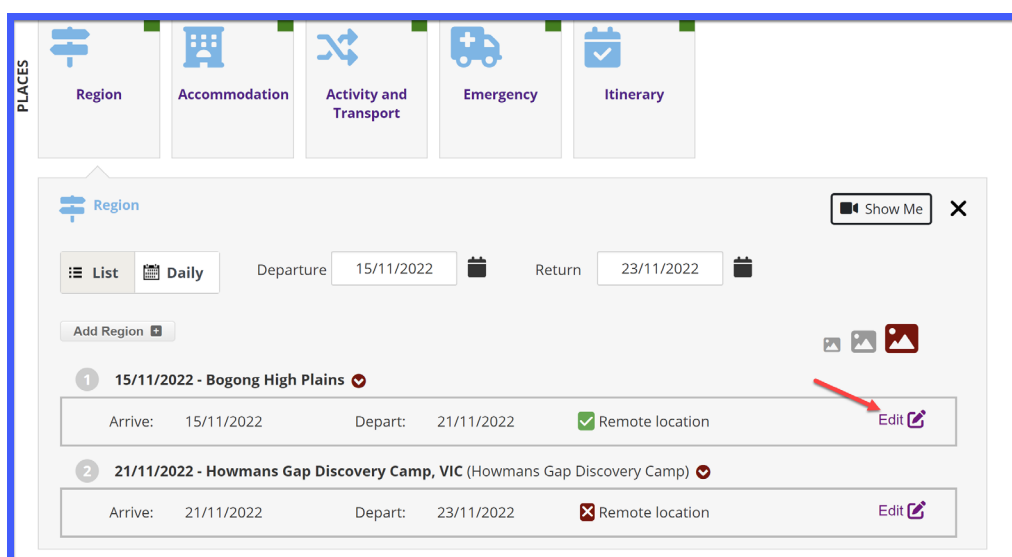 PLACES
Region
Accommodation
Activity and
Transport
Emergency
Itinerary
Region
Show Me
List
Daily
Departure
15/11/2022
Return
23/11/2022
Add Region
1
15/11/2022 - Bogong High Plains
Arrive: 15/11/2022 Depart: 21/11/2022 Remote location Edit
2
21/11/2022 - Howmans Gap Discovery Camp, VIC (Howmans Gap Discovery Camp)
Arrive: 21/11/2022 Depart: 23/11/2022 Remote location Edit